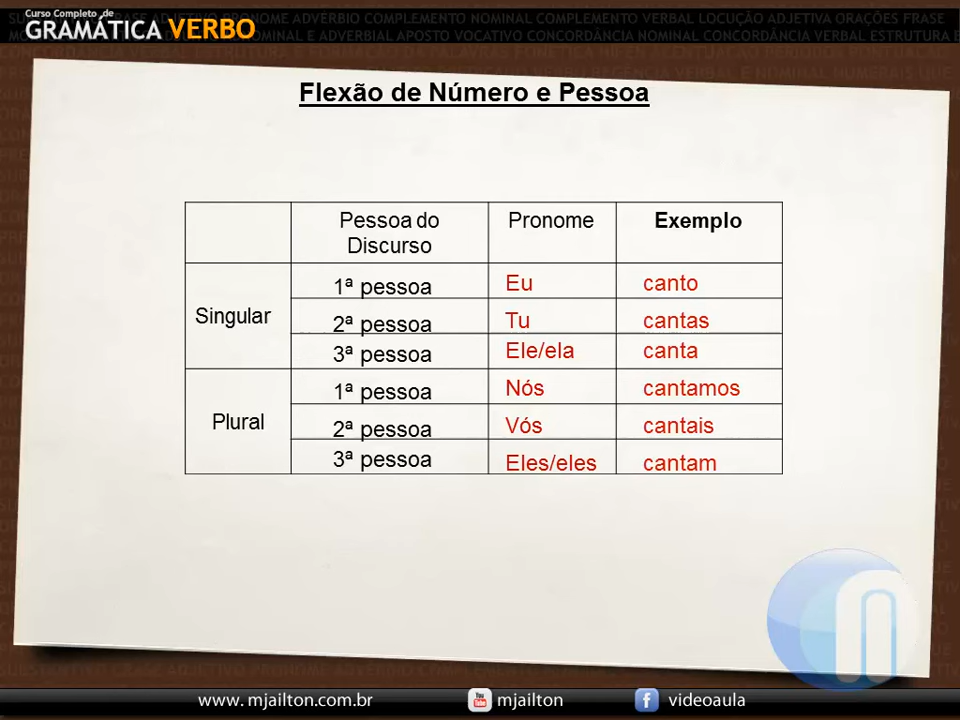 Curso Completo de
GRAMÁTICA VERBO
Flexão de Número e Pessoa
Pessoa do Discurso Pronome Exemplo
Singular
1ª pessoa Eu canto
2ª pessoa Tu cantas
3ª pessoa Ele/ela canta
Plural
1ª pessoa Nós cantamos
2ª pessoa Vós cantais
3ª pessoa Eles/eles cantam
www. mjailton.com.br mjailton videoaula